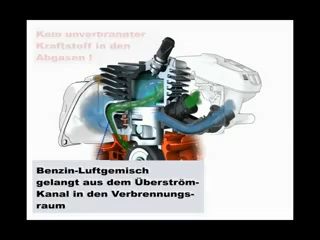 Kein unverbrannter
Kraftstoff in den
Abgasen !
Benzin-Luftgemisch
gelangt aus dem Überström-
Kanal in den Verbrennungs-
raum